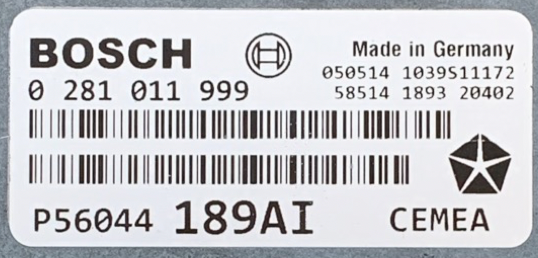 BOSCH
Made in Germany
050514 1039S11172
0 281 011 999
58514 1893 20402
P56044 189AI CEMEA